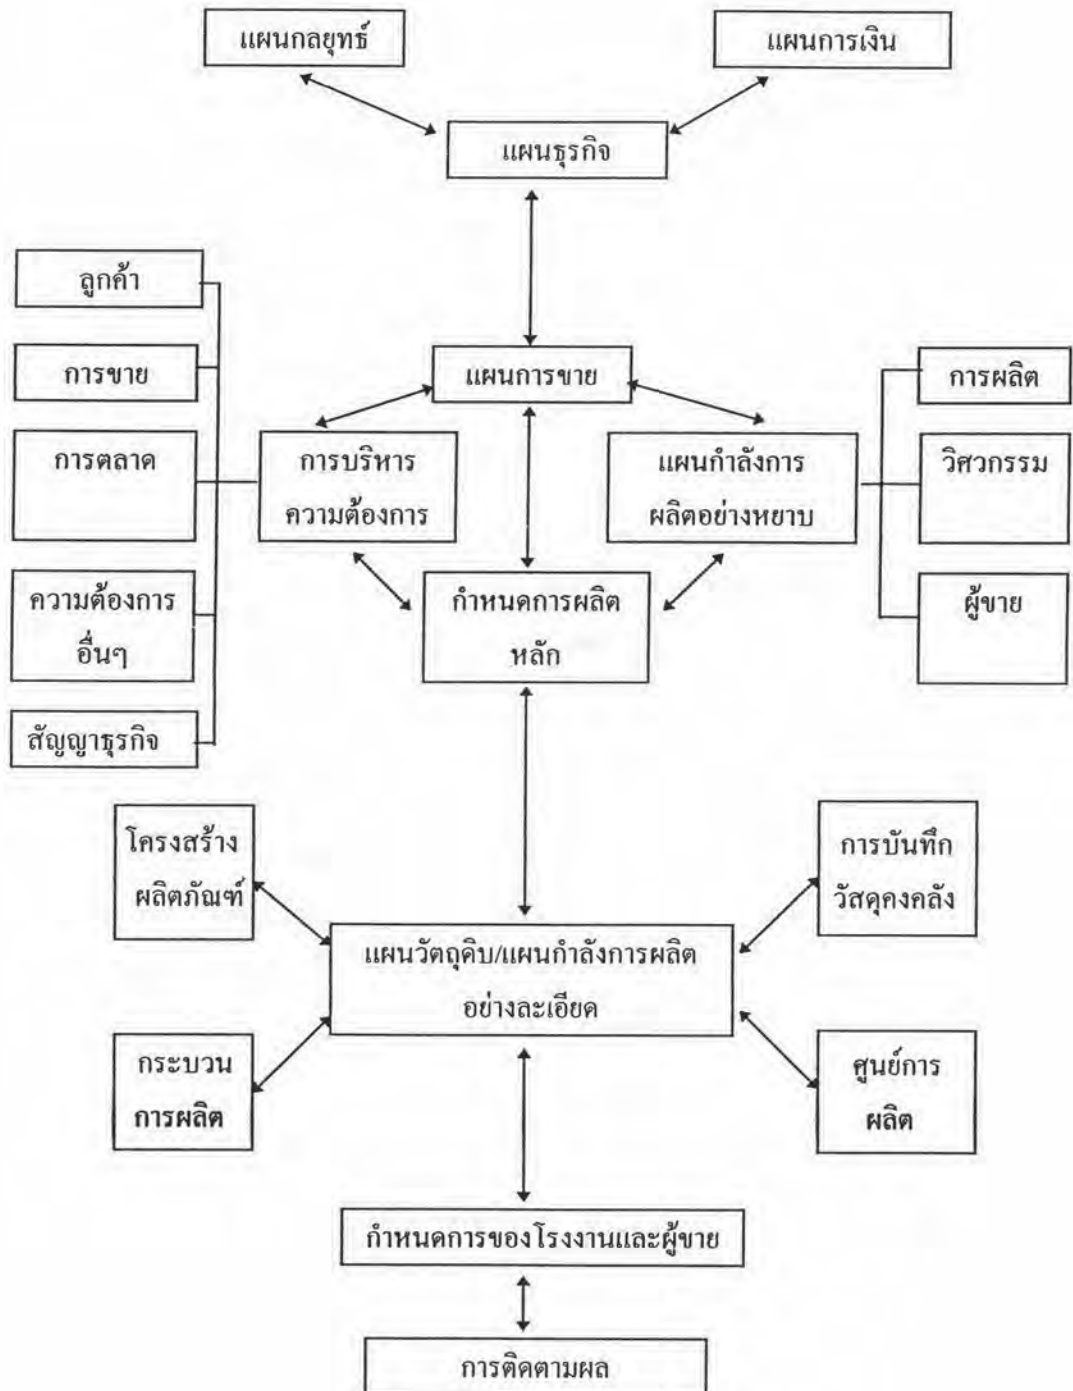 แผนกลยุทธ์
แผนการเงิน
แผนธุรกิจ
ลูกค้า
การขาย
การตลาด
ความต้องการ
อื่นๆ
สัญญาธุรกิจ
แผนการขาย
การบริหาร
ความต้องการ
แผนกำลังการ
ผลิตอย่างหยาบ
การผลิต
วิศวกรรม
ผู้ขาย
กำหนดการผลิต
หลัก
โครงสร้าง
ผลิตภัณฑ์
การบันทึก
วัสดุคงคลัง
แผนวัตถุดิบ/แผนกำลังการผลิต
อย่างละเอียด
กระบวน
การผลิต
ศูนย์การ
ผลิต
กำหนดการของโรงงานและผู้ขาย
การติดตามผล